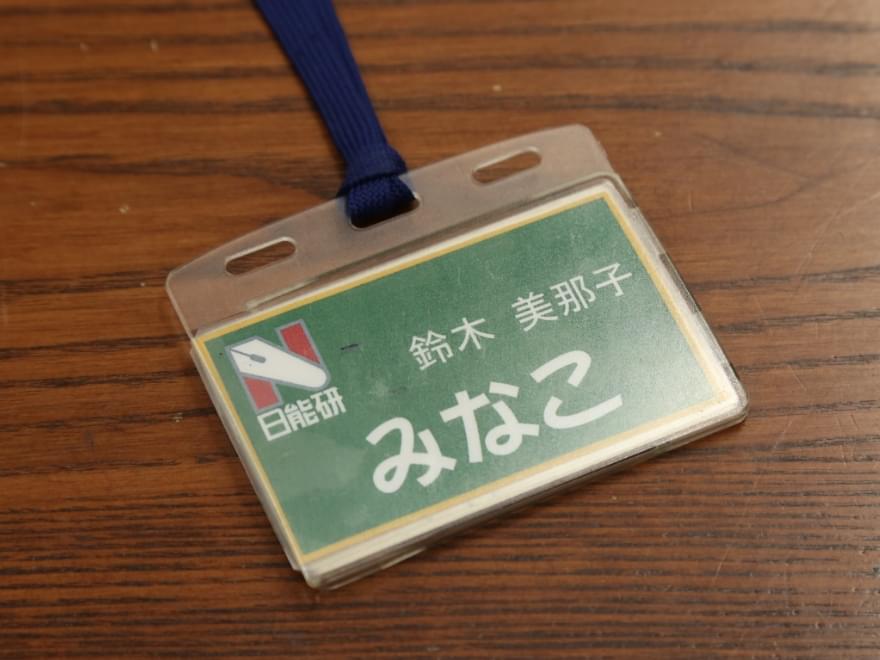 鈴木 美那子
日能研
みなこ